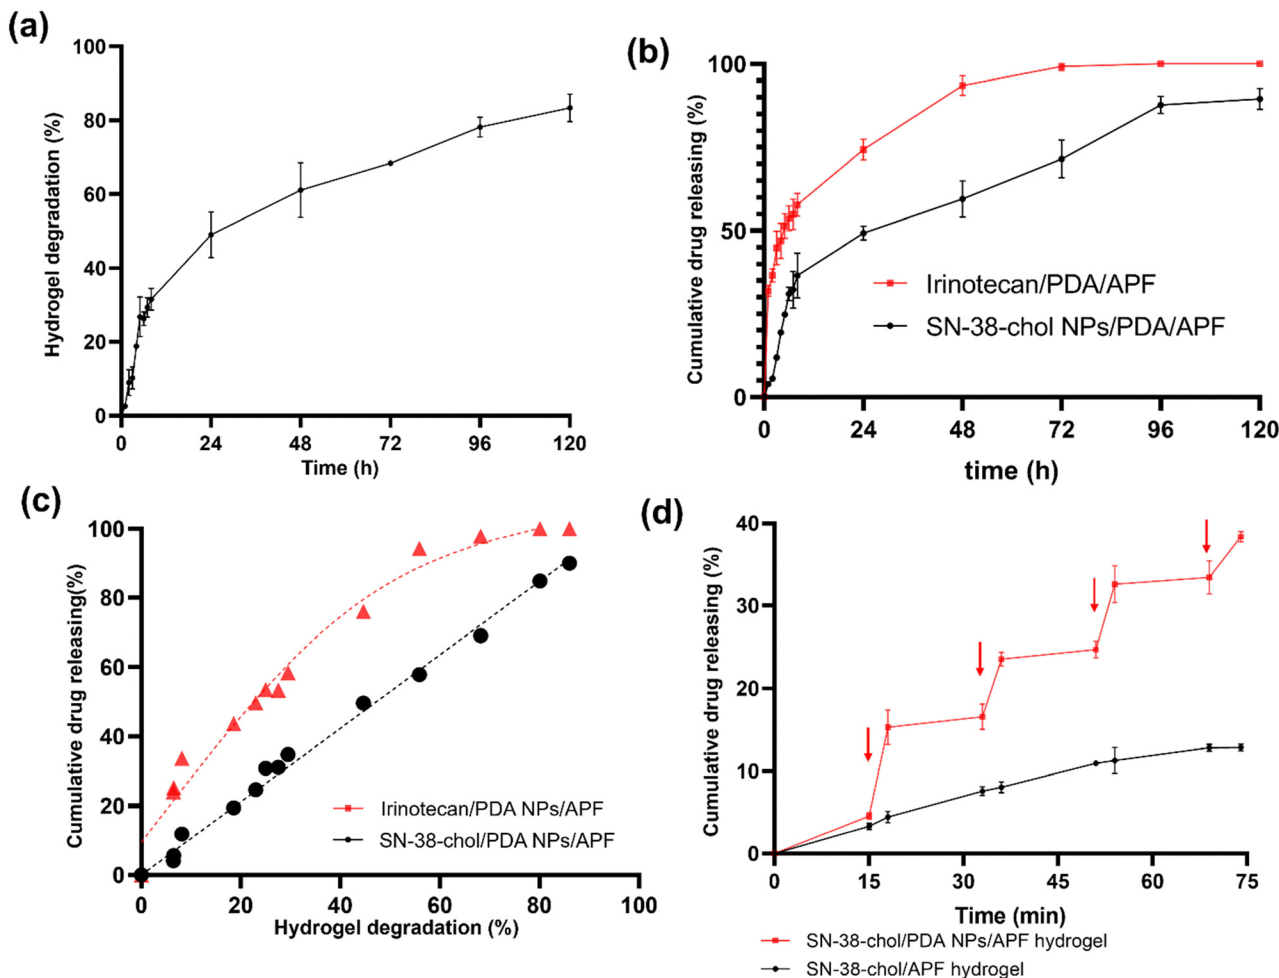 (a)
100
80
60
40
20
0
Hydrogel degradation (%)
0 24 48 72 96 120
Time (h)
(b)
100
50
0
Cumulative drug releasing (%)
Irinotecan/PDA/APF
SN-38-chol NPs/PDA/APF
0 24 48 72 96 120
time (h)
(c)
100
80
60
40
20
0
Cumulative drug releasing(%)
Irinotecan/PDA NPs/APF
SN-38-chol/PDA NPs/APF
0 20 40 60 80 100
Hydrogel degradation (%)
(d)
40
30
20
10
0
Cumulative drug releasing (%)
0 15 30 45 60 75
Time (min)
SN-38-chol/PDA NPs/APF hydrogel
SN-38-chol/APF hydrogel